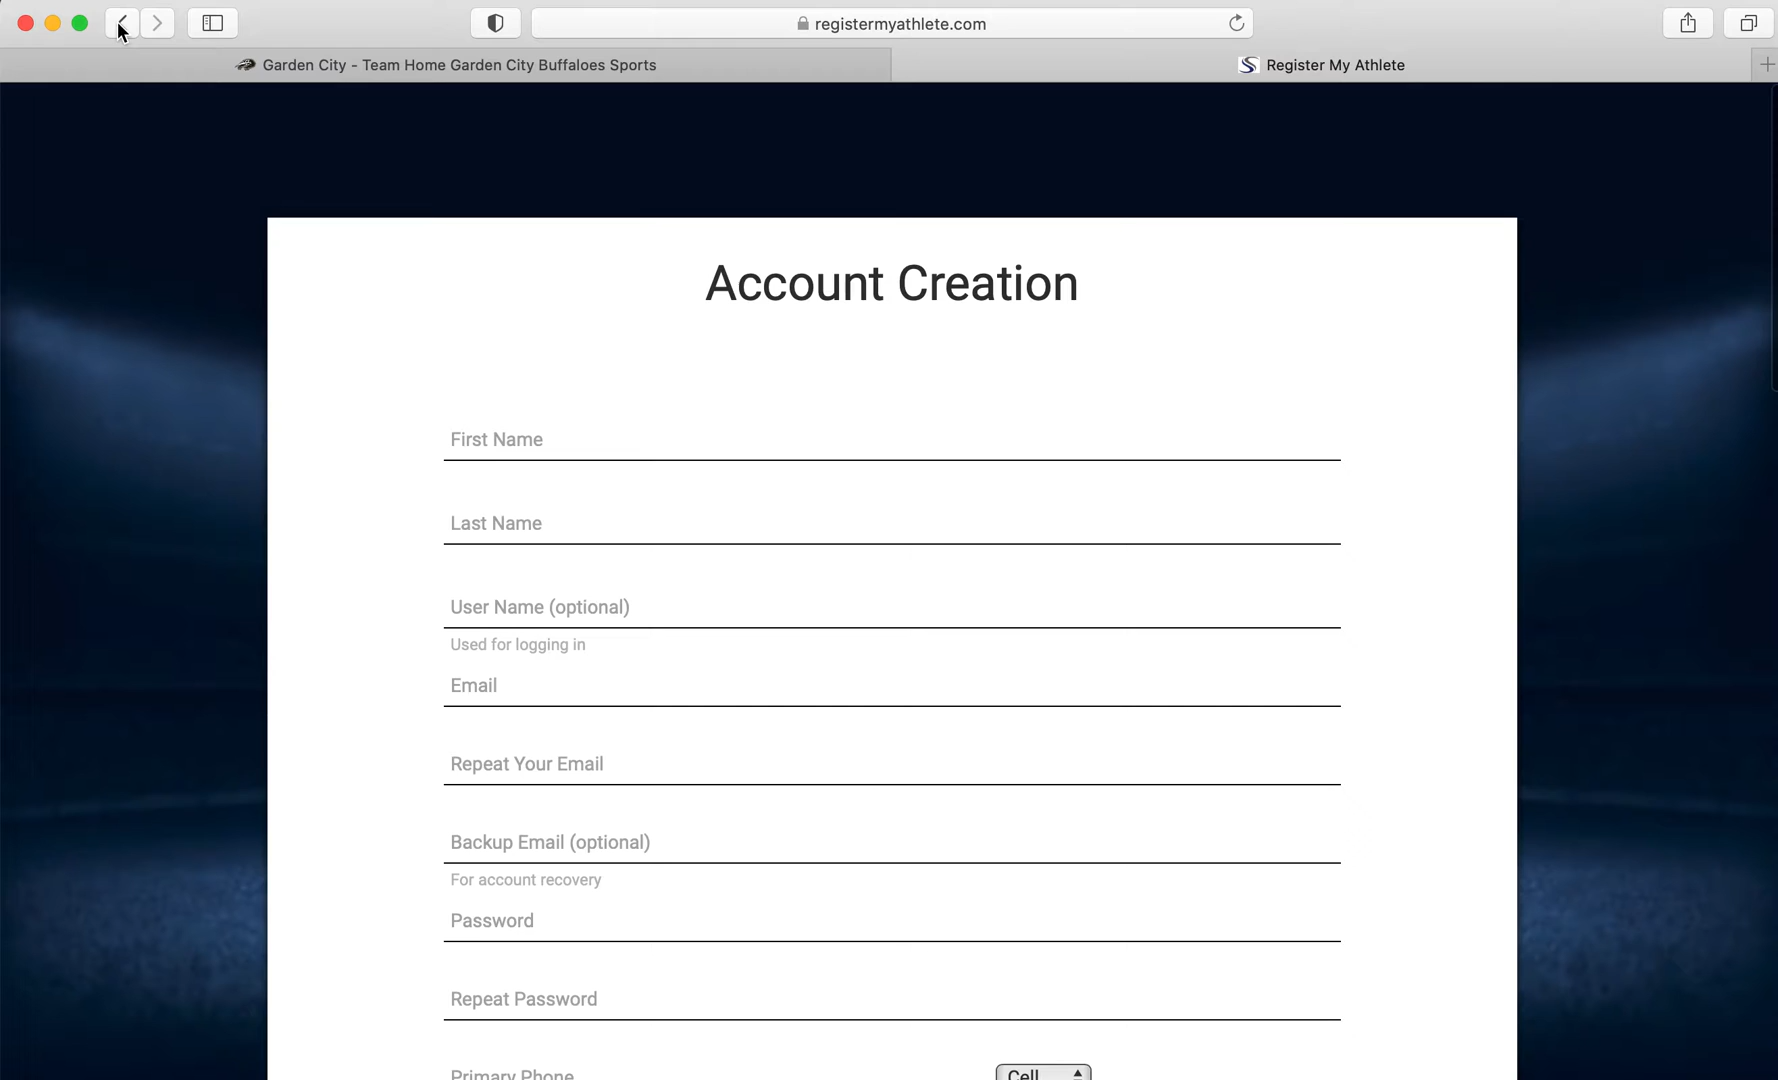 registermyathlete.com
Garden City - Team Home Garden City Buffaloes Sports
Register My Athlete
Account Creation
First Name
Last Name
User Name (optional)
Used for logging in
Email
Repeat Your Email
Backup Email (optional)
For account recovery
Password
Repeat Password
Primary Phone
Cell